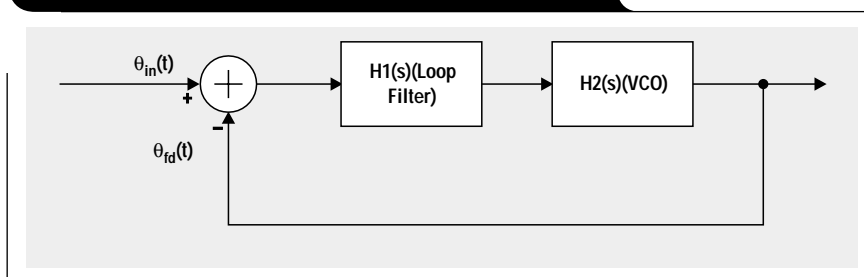 θin(t)
+
−
θfd(t)
H1(s)(Loop
Filter)
H2(s)(VCO)